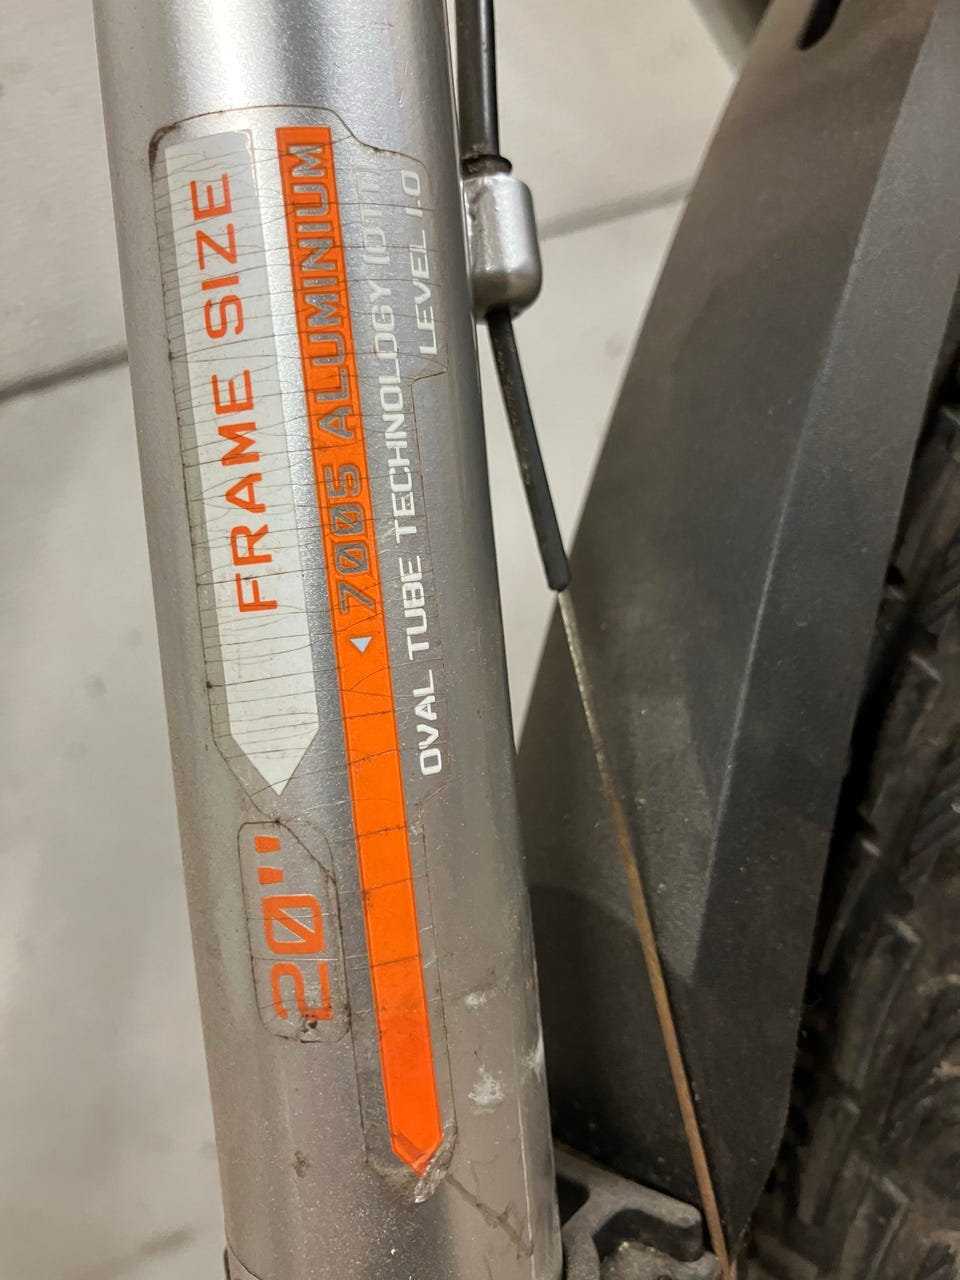 FRAME SIZE
20"
7005 ALUMINIUM
OVAL TUBE TECHNOLOGY (OTT)
LEVEL 1.0